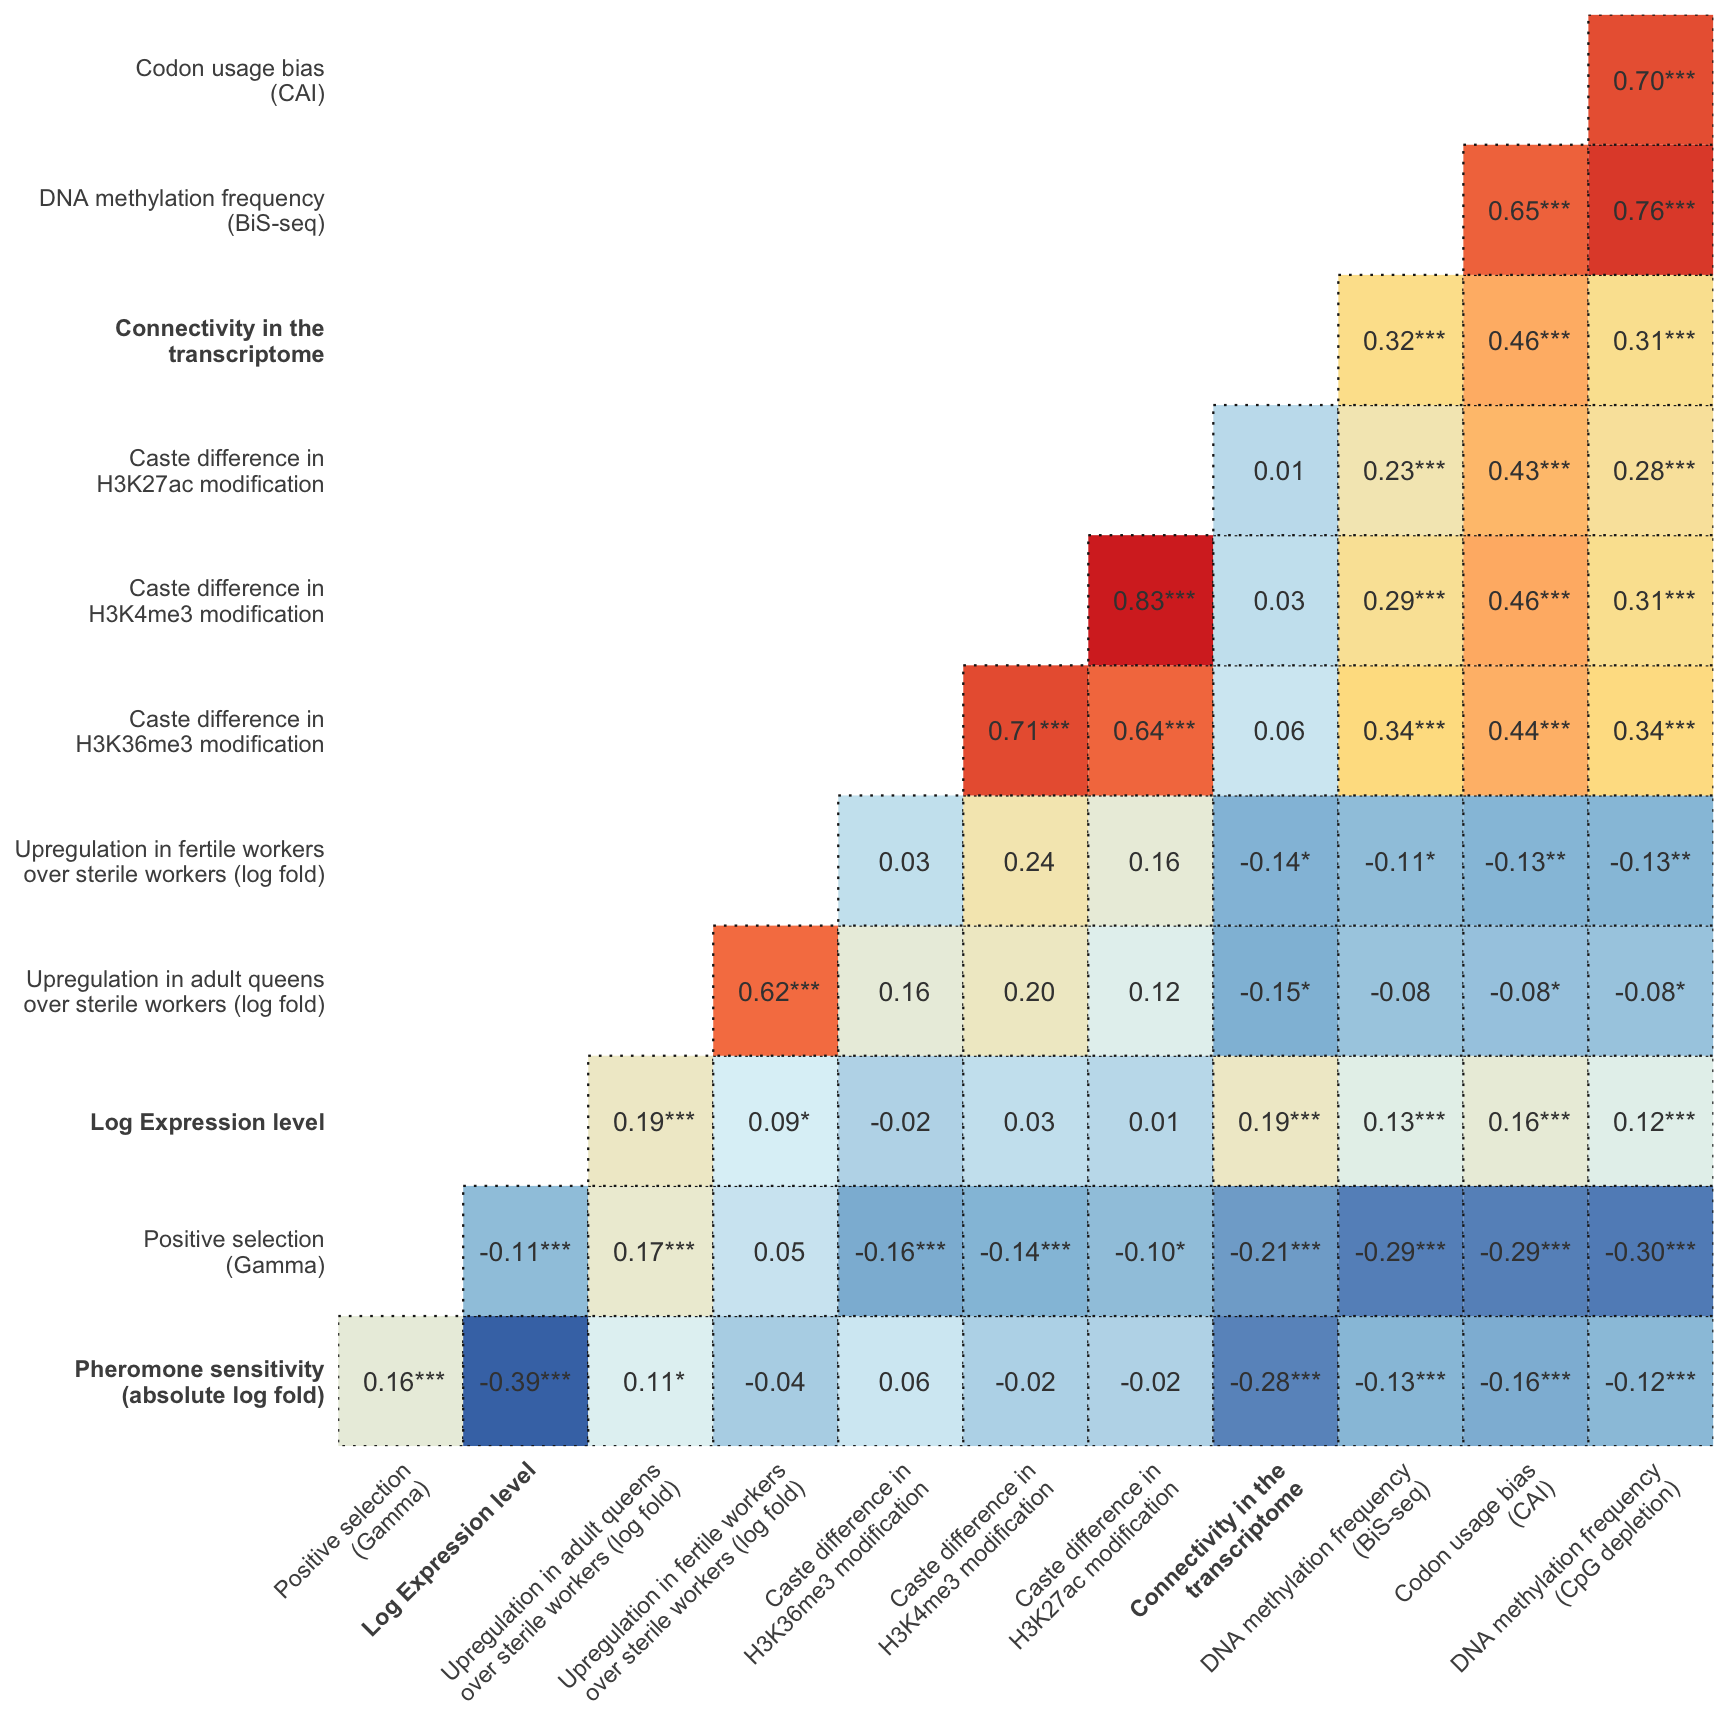 Codon usage bias
(CAI)
0.70***
DNA methylation frequency
(BiS-seq)
0.65*** 0.76***
Connectivity in the
transcriptome
0.32*** 0.46*** 0.31***
Caste difference in
H3K27ac modification
0.01 0.23*** 0.43*** 0.28***
Caste difference in
H3K4me3 modification
0.83*** 0.03 0.29*** 0.46*** 0.31***
Caste difference in
H3K36me3 modification
0.71*** 0.64*** 0.06 0.34*** 0.44*** 0.34***
Upregulation in fertile workers
over sterile workers (log fold)
0.03 0.24 0.16 -0.14* -0.11* -0.13** -0.13**
Upregulation in adult queens
over sterile workers (log fold)
0.62*** 0.16 0.20 0.12 -0.15* -0.08 -0.08* -0.08*
Log Expression level
0.19*** 0.09* -0.02 0.03 0.01 0.19*** 0.13*** 0.16*** 0.12***
Positive selection
(Gamma)
-0.11*** 0.17*** 0.05 -0.16*** -0.14*** -0.10* -0.21*** -0.29*** -0.29*** -0.30***
Pheromone sensitivity
(absolute log fold)
0.16*** -0.39*** 0.11* -0.04 0.06 -0.02 -0.02 -0.28*** -0.13*** -0.16*** -0.12***
Positive selection
(Gamma)
Log Expression level
Upregulation in adult queens
over sterile workers (log fold)
Upregulation in fertile workers
over sterile workers (log fold)
Caste difference in
H3K36me3 modification
Caste difference in
H3K4me3 modification
Caste difference in
H3K27ac modification
Connectivity in the
transcriptome
DNA methylation frequency
(BiS-seq)
Codon usage bias
(CAI)
DNA methylation frequency
(CpG depletion)